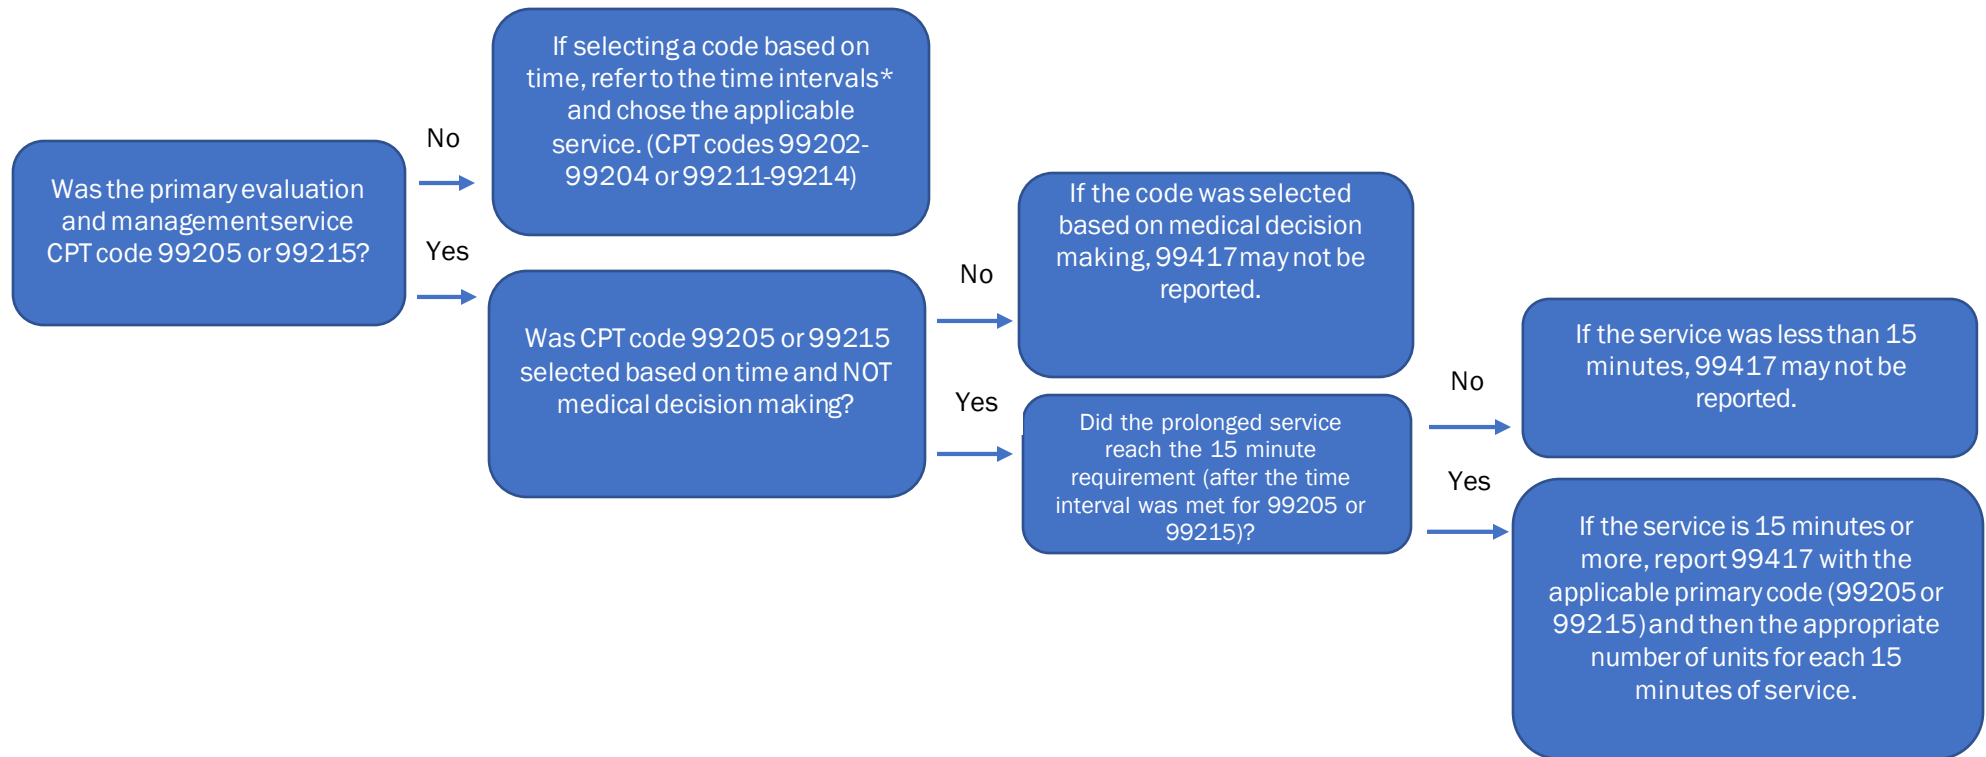 Was the primary evaluation
and management service
CPT code 99205 or 99215?
No
If selecting a code based on
time, refer to the time intervals*
and chose the applicable
service. (CPT codes 99202-
99204 or 99211-99214)
Yes
Was CPT code 99205 or 99215
selected based on time and NOT
medical decision making?
No
If the code was selected
based on medical decision
making, 99417 may not be
reported.
Yes
Did the prolonged service
reach the 15 minute
requirement (after the time
interval was met for 99205 or
99215)?
No
If the service was less than 15
minutes, 99417 may not be
reported.
Yes
If the service is 15 minutes or
more, report 99417 with the
applicable primary code (99205 or
99215) and then the appropriate
number of units for each 15
minutes of service.